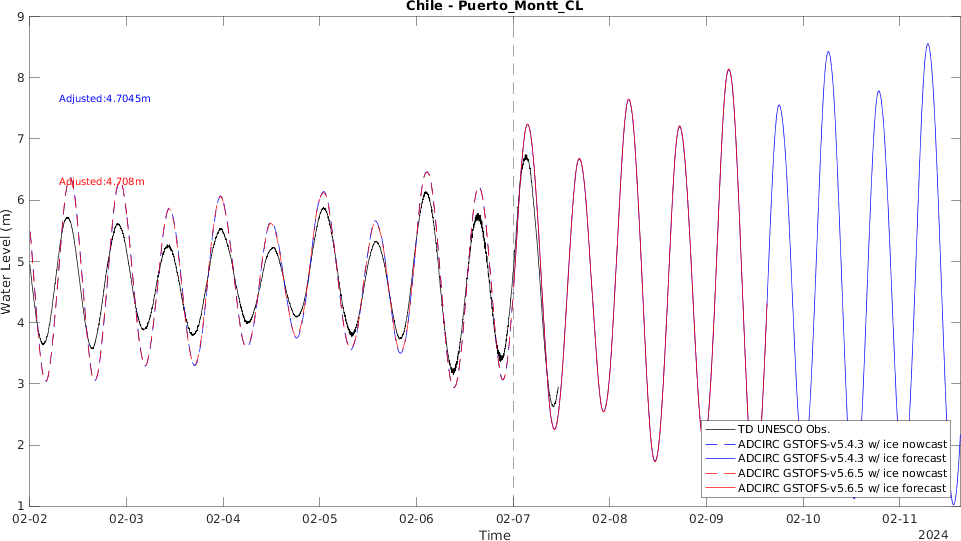 Chile - Puerto_Montt_CL
9
8
7
6
5
4
3
2
1
Water Level (m)
Adjusted:4.7045m
Adjusted:4.708m
TD UNESCO Obs.
ADCIRC GSTOFS-v5.4.3 w/ ice nowcast
ADCIRC GSTOFS-v5.4.3 w/ ice forecast
ADCIRC GSTOFS-v5.6.5 w/ ice nowcast
ADCIRC GSTOFS-v5.6.5 w/ ice forecast
02-02 02-03 02-04 02-05 02-06 02-07 02-08 02-09 02-10 02-11
Time
2024